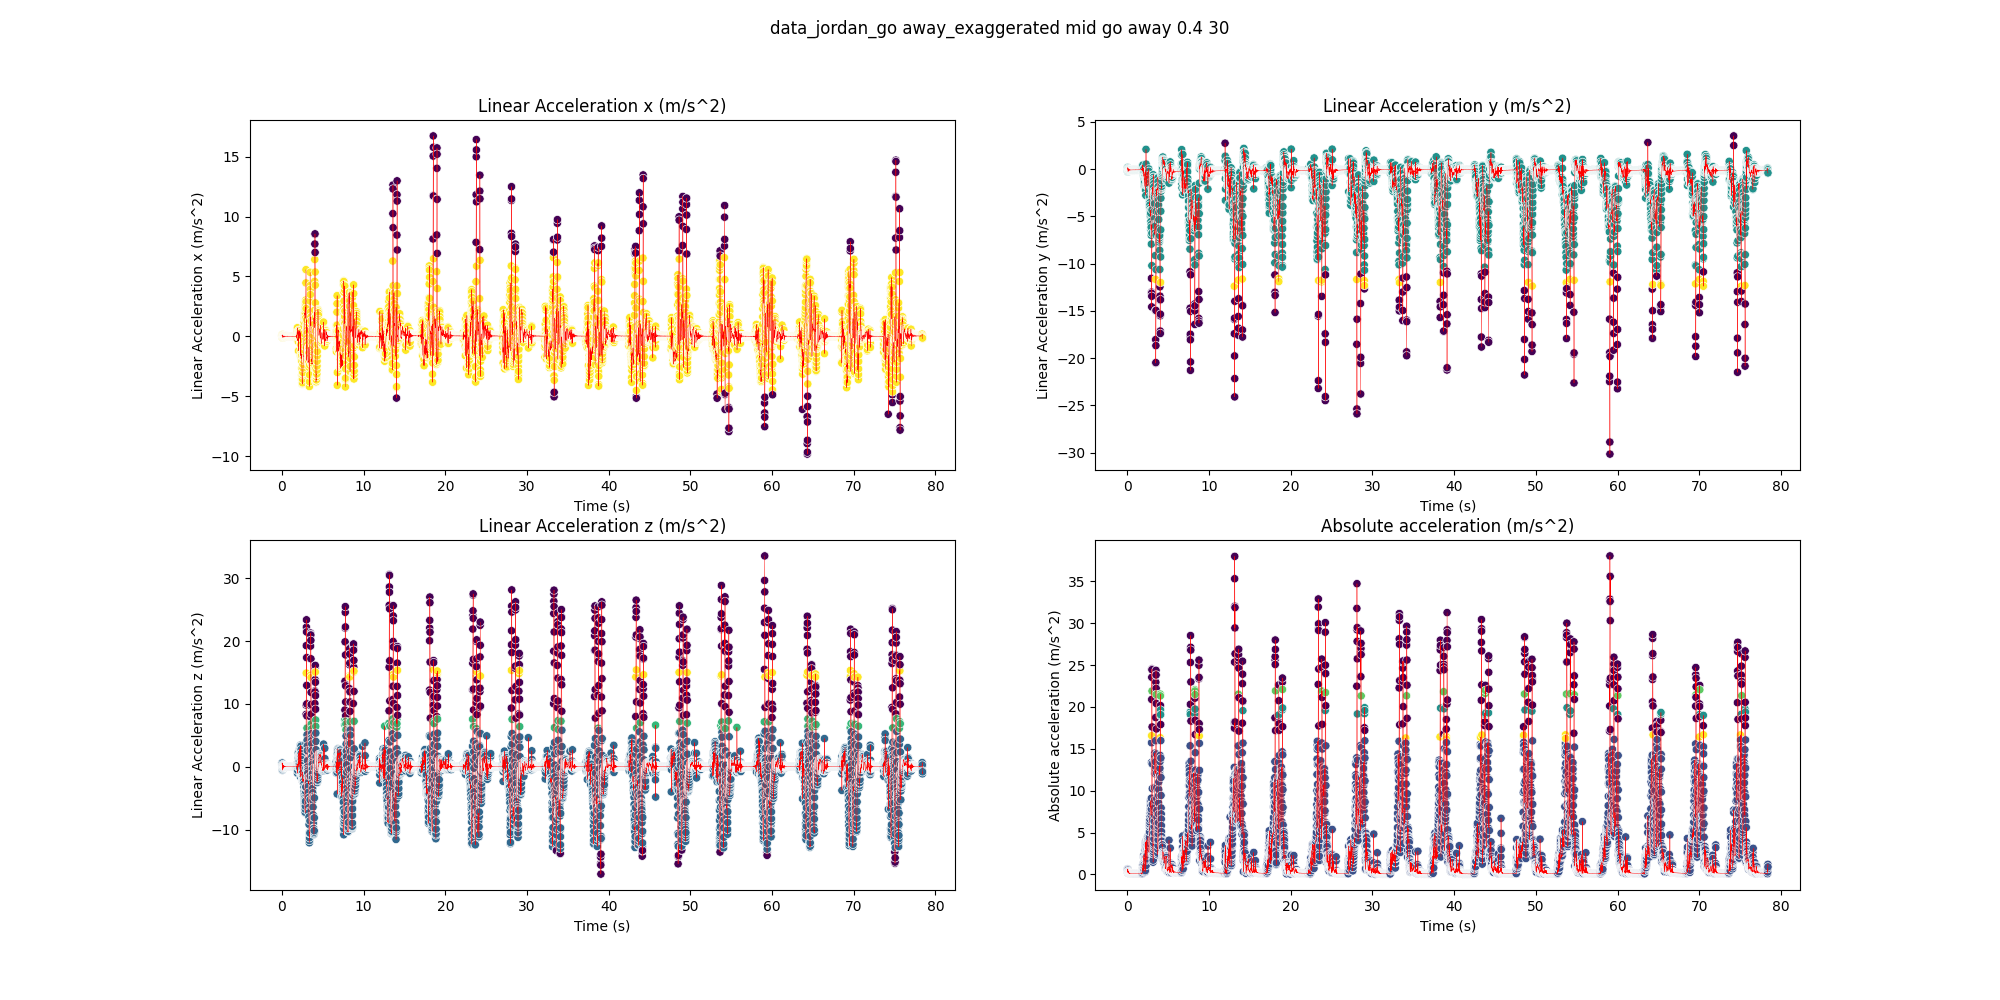 data_jordan_go away_exaggerated mid go away 0.4 30
Linear Acceleration x (m/s^2)
Linear Acceleration x (m/s^2)
15
10
5
0
−5
−10
0 10 20 30 40 50 60 70 80
Time (s)
Linear Acceleration y (m/s^2)
Linear Acceleration y (m/s^2)
5
0
−5
−10
−15
−20
−25
−30
0 10 20 30 40 50 60 70 80
Time (s)
Linear Acceleration z (m/s^2)
Linear Acceleration z (m/s^2)
30
20
10
0
−10
0 10 20 30 40 50 60 70 80
Time (s)
Absolute acceleration (m/s^2)
Absolute acceleration (m/s^2)
35
30
25
20
15
10
5
0
0 10 20 30 40 50 60 70 80
Time (s)